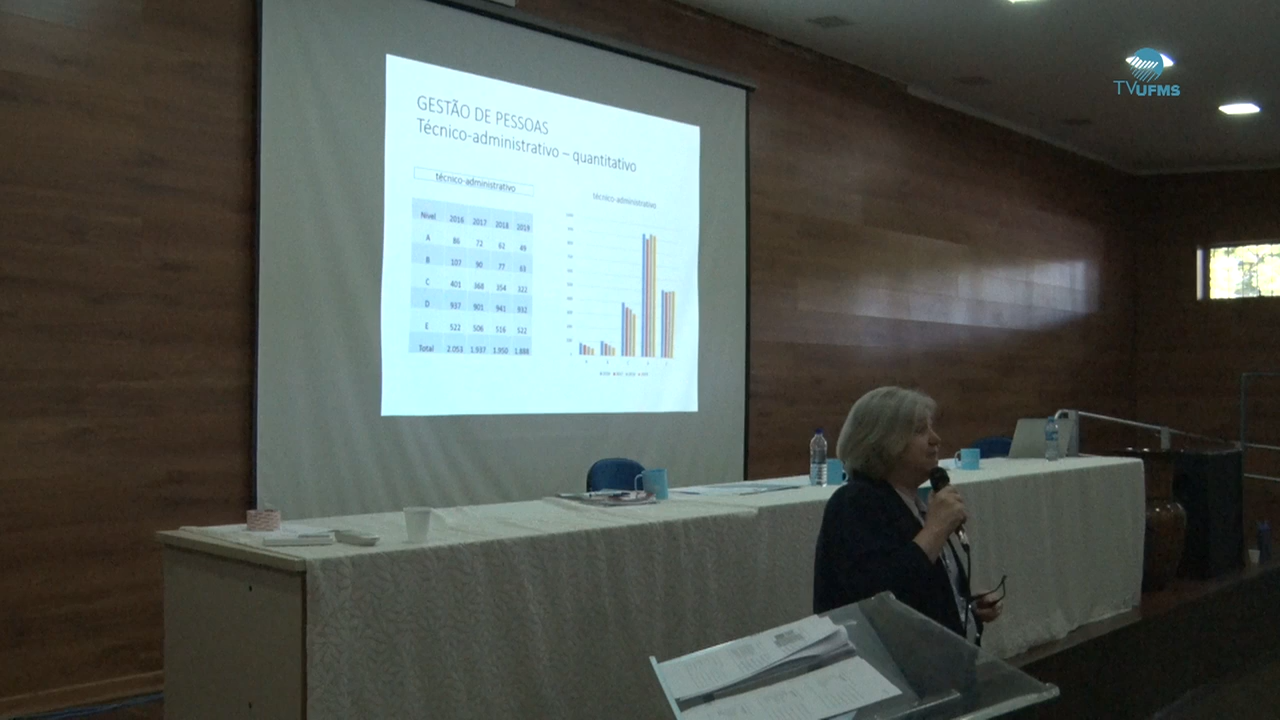 TVUFMS
GESTÃO DE PESSOAS
Técnico-administrativo – quantitativo
técnico-administrativo
Nível 2016 2017 2018 2019
A 86 72 62 49
B 107 90 77 63
C 401 368 354 322
D 937 901 941 932
E 522 506 516 522
Total 2.053 1.937 1.950 1.888
técnico-administrativo